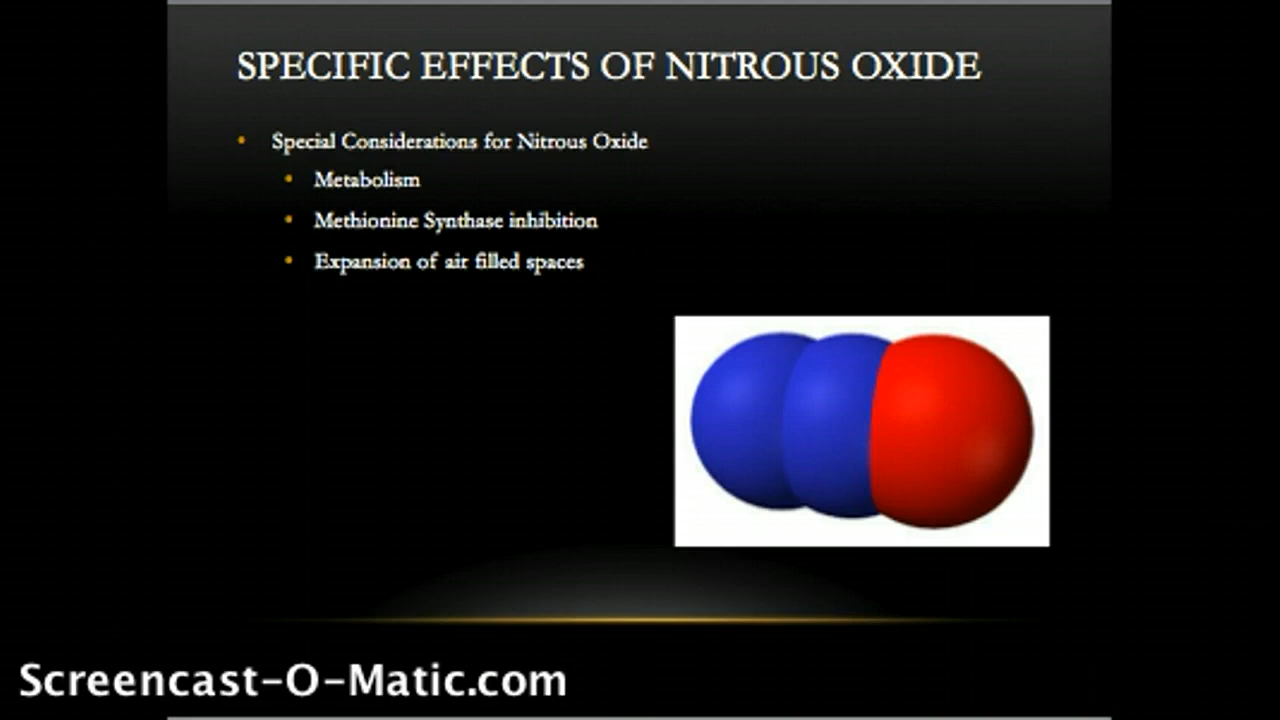 SPECIFIC EFFECTS OF NITROUS OXIDE
• Special Considerations for Nitrous Oxide
• Metabolism
• Methionine Synthase inhibition
• Expansion of air filled spaces
Screencast-O-Matic.com